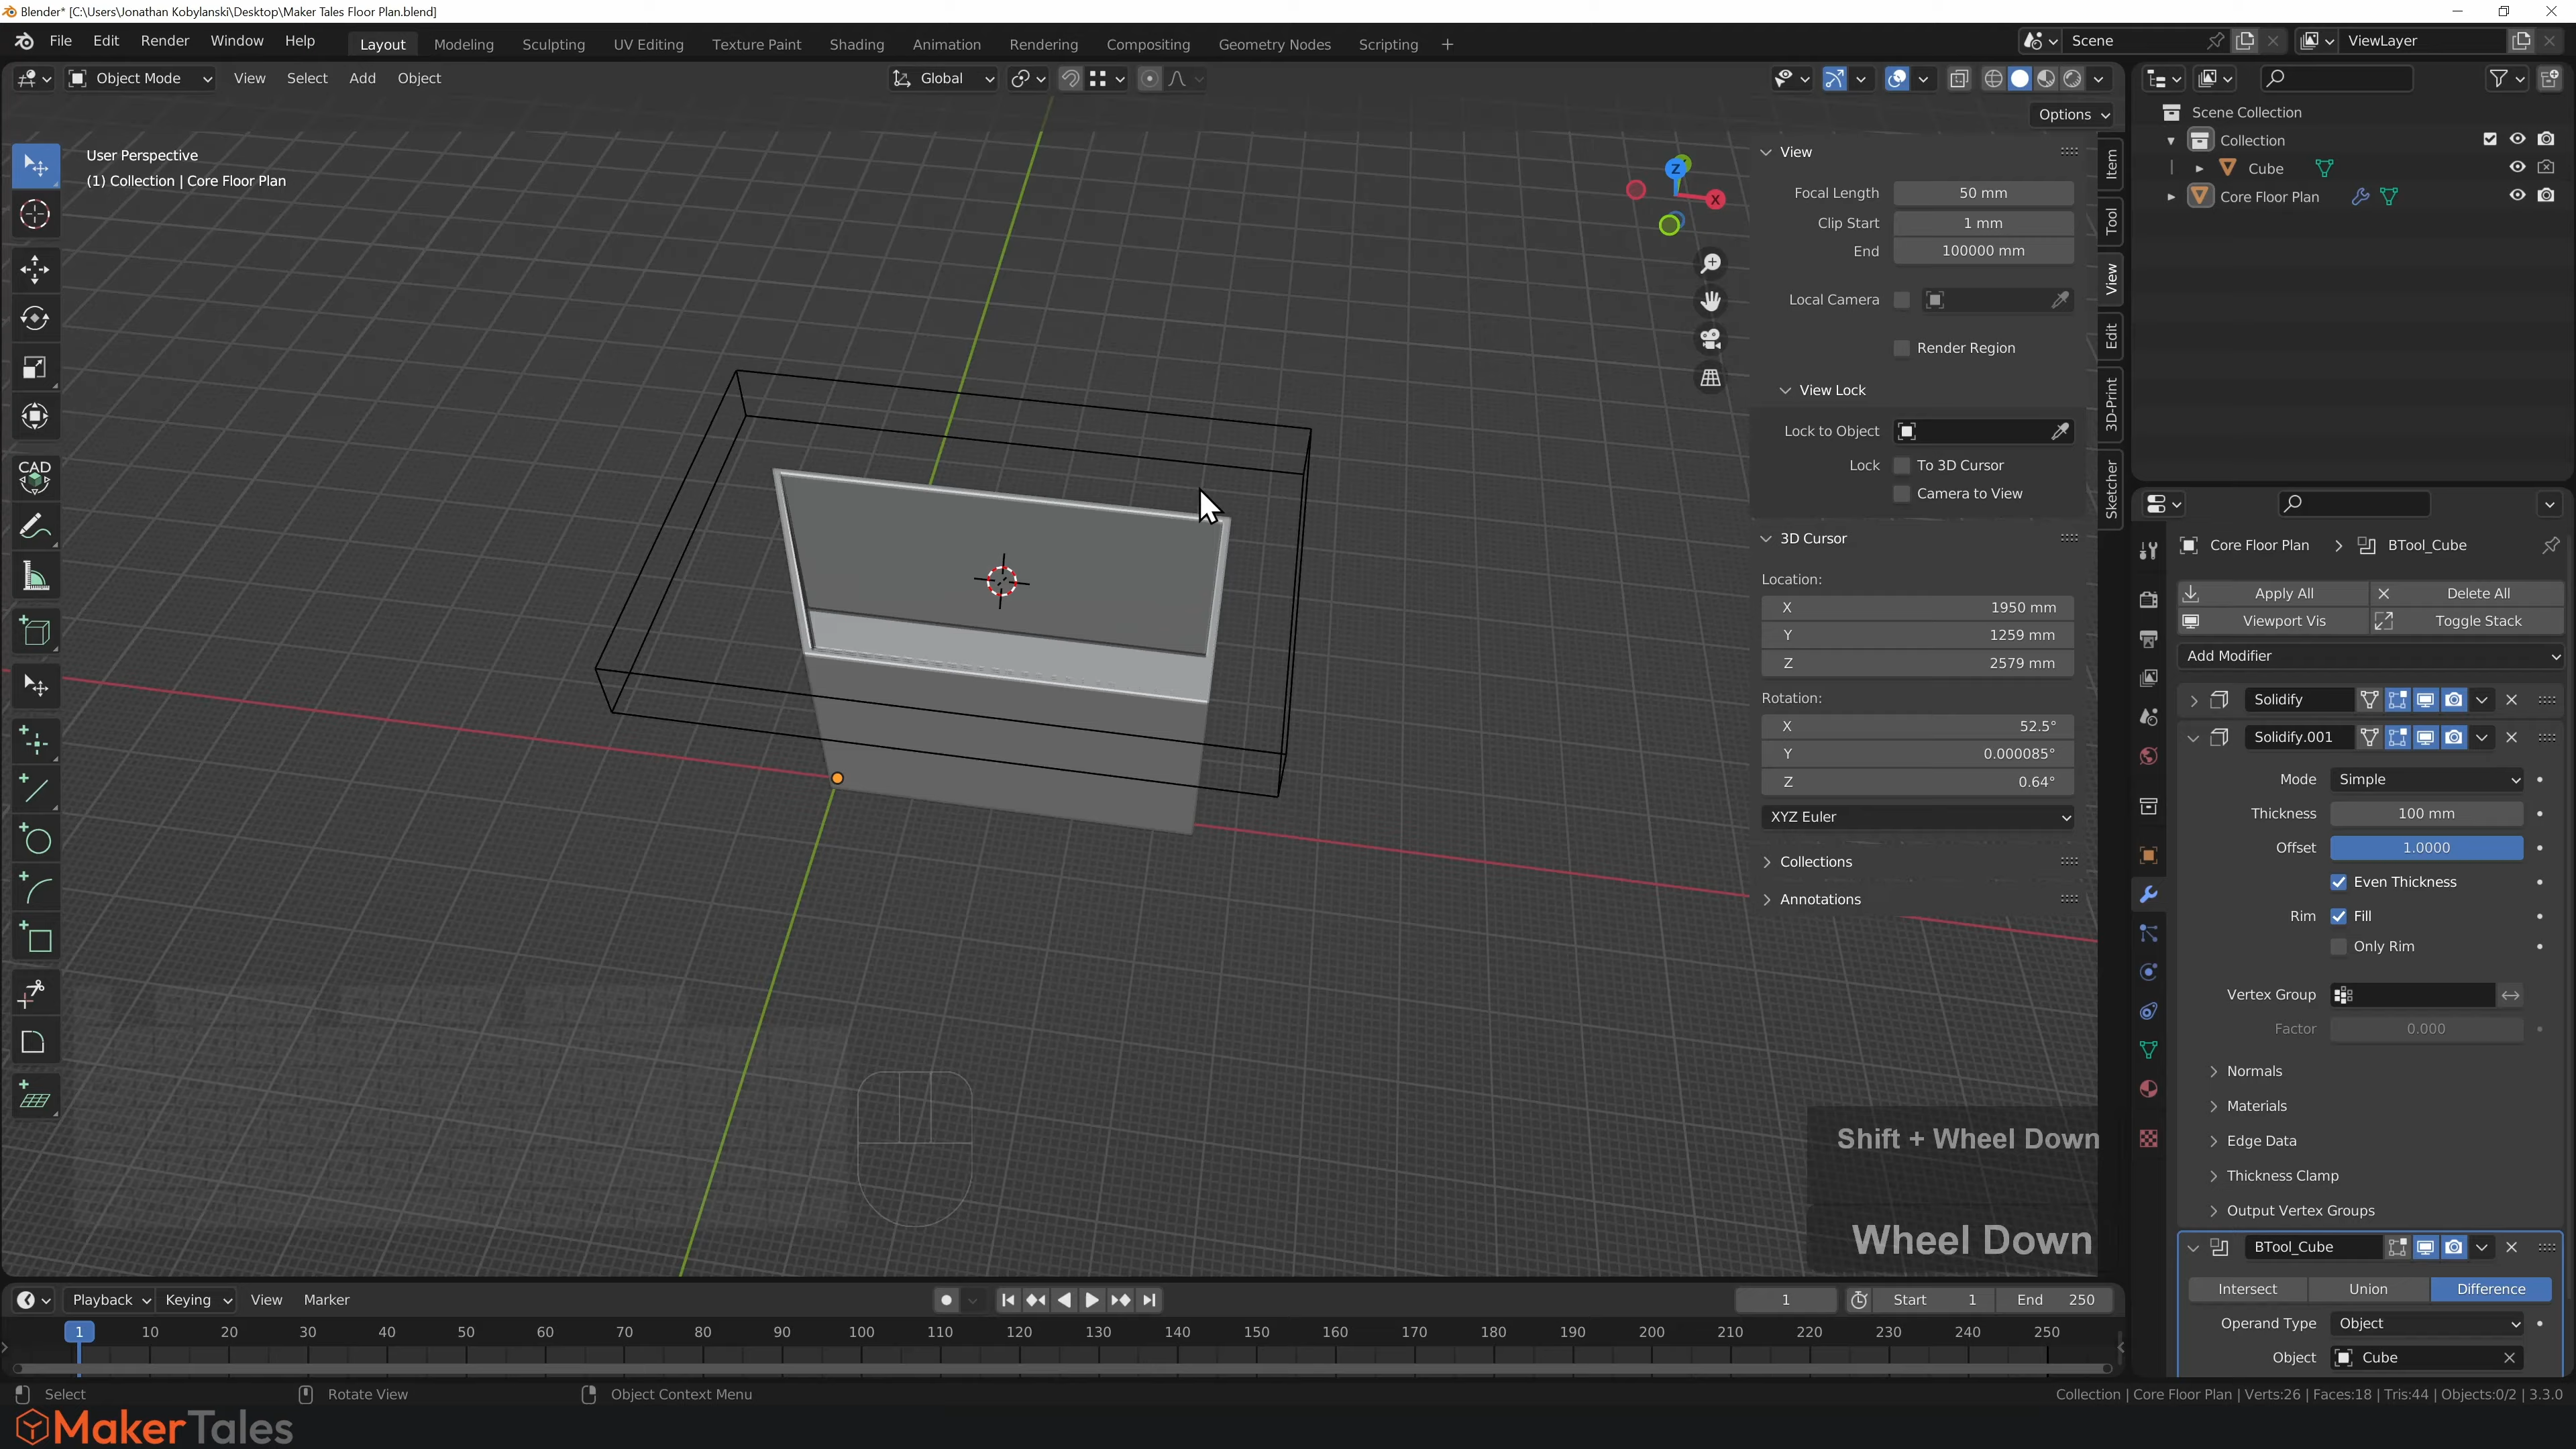 Blender* [C:\Users\Jonathan Kobylanski\Desktop\Maker Tales Floor Plan.blend]
File Edit Render Window Help Layout Modeling Sculpting UV Editing Texture Paint Shading Animation Rendering Compositing Geometry Nodes Scripting + Scene ViewLayer
Object Mode View Select Add Object Global
Options
User Perspective
(1) Collection | Core Floor Plan
CAD
Z
X
View
Focal Length 50 mm
Clip Start 1 mm
End 100000 mm
Local Camera
Render Region
View Lock
Lock to Object
Lock To 3D Cursor
Camera to View
3D Cursor
Location:
X 1950 mm
Y 1259 mm
Z 2579 mm
Rotation:
X 52.5°
Y 0.000085°
Z 0.64°
XYZ Euler
Collections
Annotations
Item
Tool
View
Edit
3D-Print
Sketcher
Scene Collection
Collection
Cube
Core Floor Plan
Core Floor Plan > BTool_Cube
Apply All Delete All
Viewport Vis Toggle Stack
Add Modifier
Solidify
Solidify.001
Mode Simple
Thickness 100 mm
Offset 1.0000
Even Thickness
Rim Fill
Only Rim
Vertex Group
Factor 0.000
Normals
Materials
Edge Data
Thickness Clamp
Output Vertex Groups
BTool_Cube
Intersect Union Difference
Operand Type Object
Object Cube
Shift + Wheel Down
Wheel Down
Playback Keying View Marker 1 Start 1 End 250
1 10 20 30 40 50 60 70 80 90 100 110 120 130 140 150 160 170 180 190 200 210 220 230 240 250
Select Rotate View Object Context Menu Collection | Core Floor Plan | Verts:26 | Faces:18 | Tris:44 | Objects:0/2 | 3.3.0
MakerTales